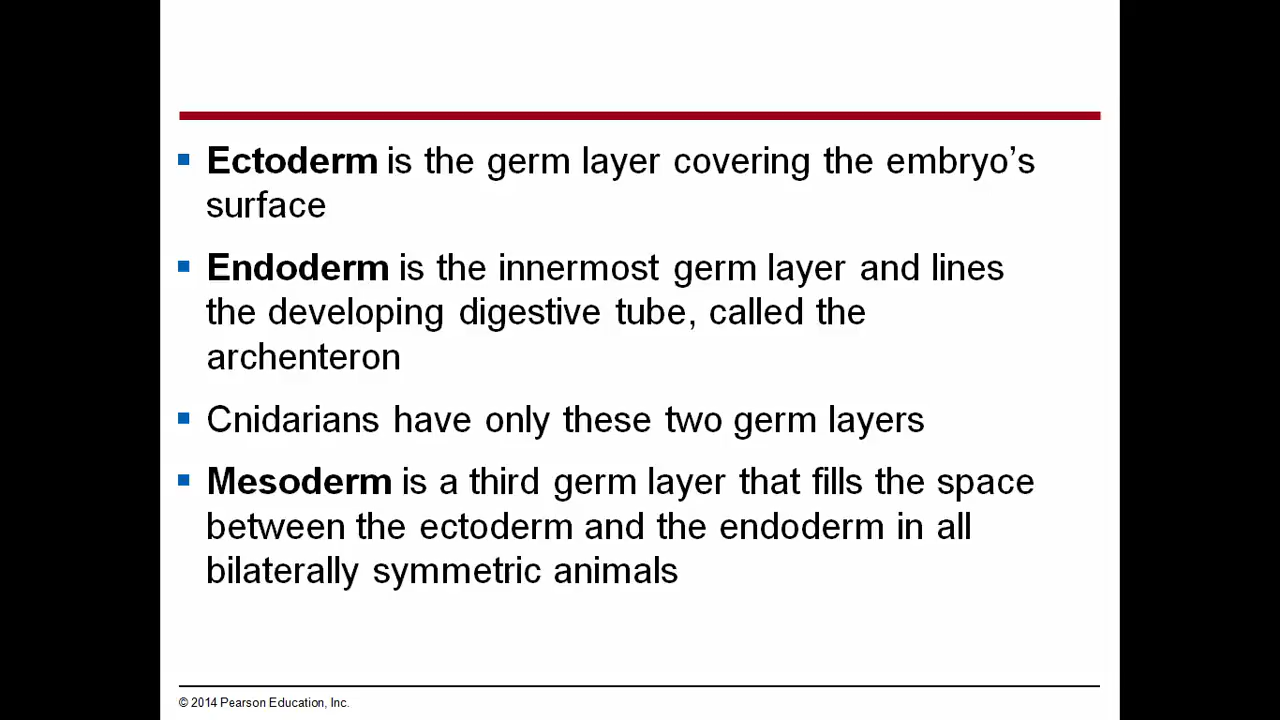 Ectoderm is the germ layer covering the embryo’s
surface
Endoderm is the innermost germ layer and lines
the developing digestive tube, called the
archenteron
Cnidarians have only these two germ layers
Mesoderm is a third germ layer that fills the space
between the ectoderm and the endoderm in all
bilaterally symmetric animals
© 2014 Pearson Education, Inc.